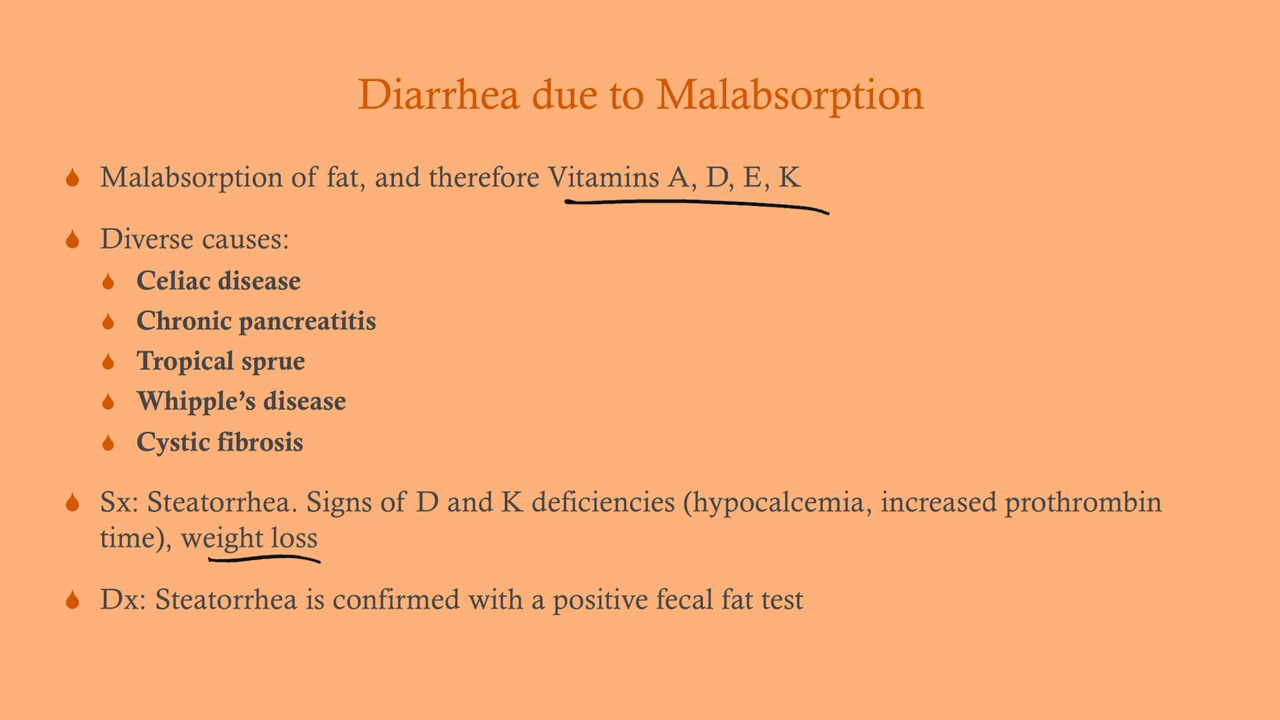 Diarrhea due to Malabsorption
Malabsorption of fat, and therefore Vitamins A, D, E, K
Diverse causes:
Celiac disease
Chronic pancreatitis
Tropical sprue
Whipple’s disease
Cystic fibrosis
Sx: Steatorrhea. Signs of D and K deficiencies (hypocalcemia, increased prothrombin
time), weight loss
Dx: Steatorrhea is confirmed with a positive fecal fat test